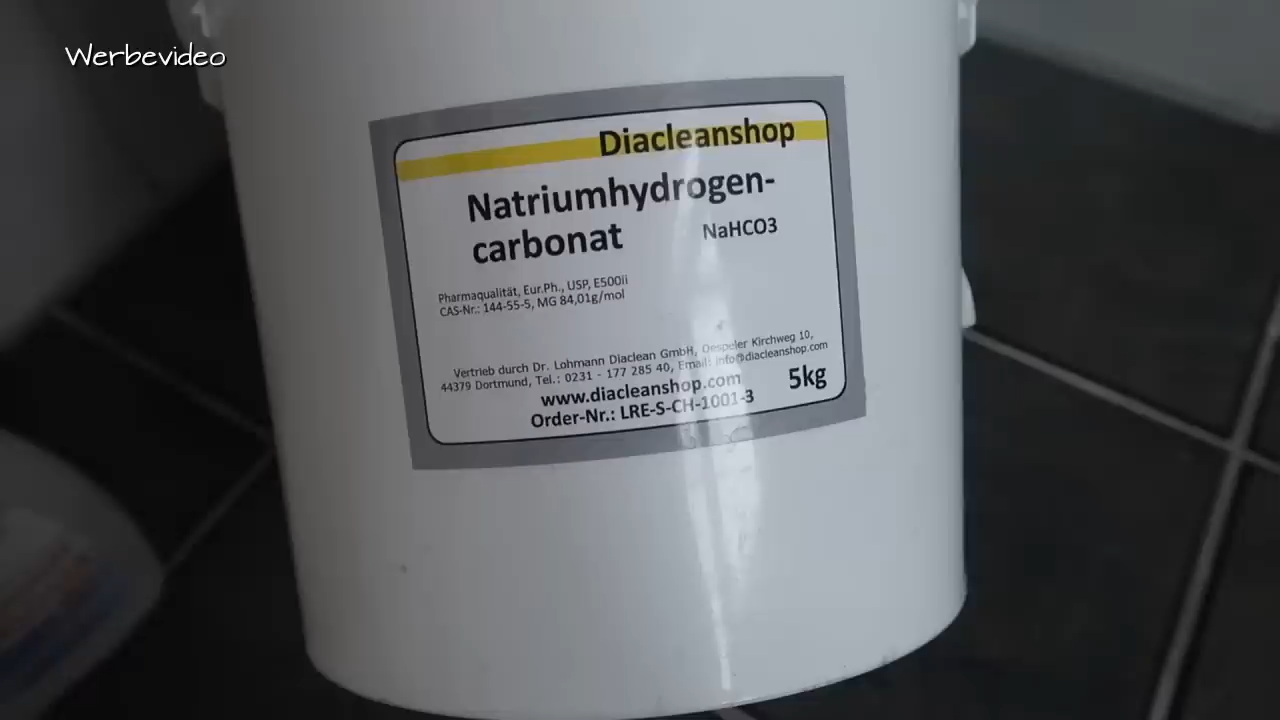 Werbevideo
Diacleanshop
Natriumhydrogen-
carbonat
NaHCO3
Pharmaqualität, Eur.Ph., USP, E500ii
CAS-Nr.: 144-55-5, MG 84,01g/mol
Vertrieb durch Dr. Lohmann Diaclean GmbH, Oespeler Kirchweg 10,
44379 Dortmund, Tel.: 0231 - 177 285 40, Email: info@diacleanshop.com
www.diacleanshop.com
5kg
Order-Nr.: LRE-S-CH-1001-3